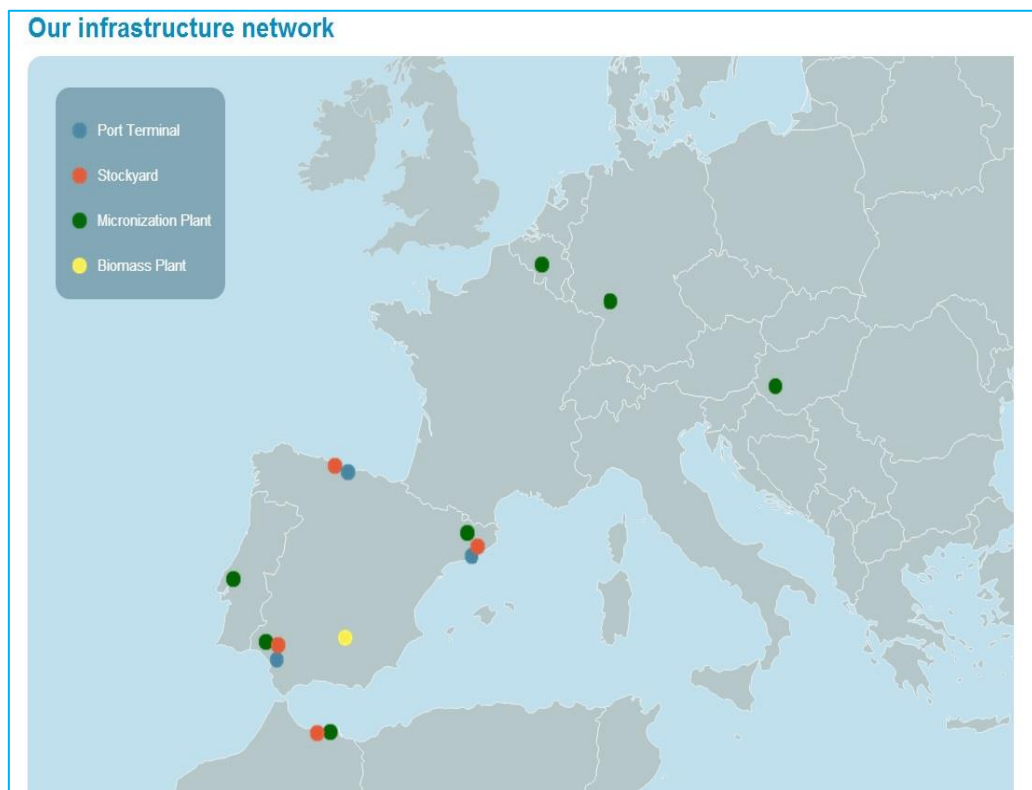 Our infrastructure network
Port Terminal
Stockyard
Micronization Plant
Biomass Plant